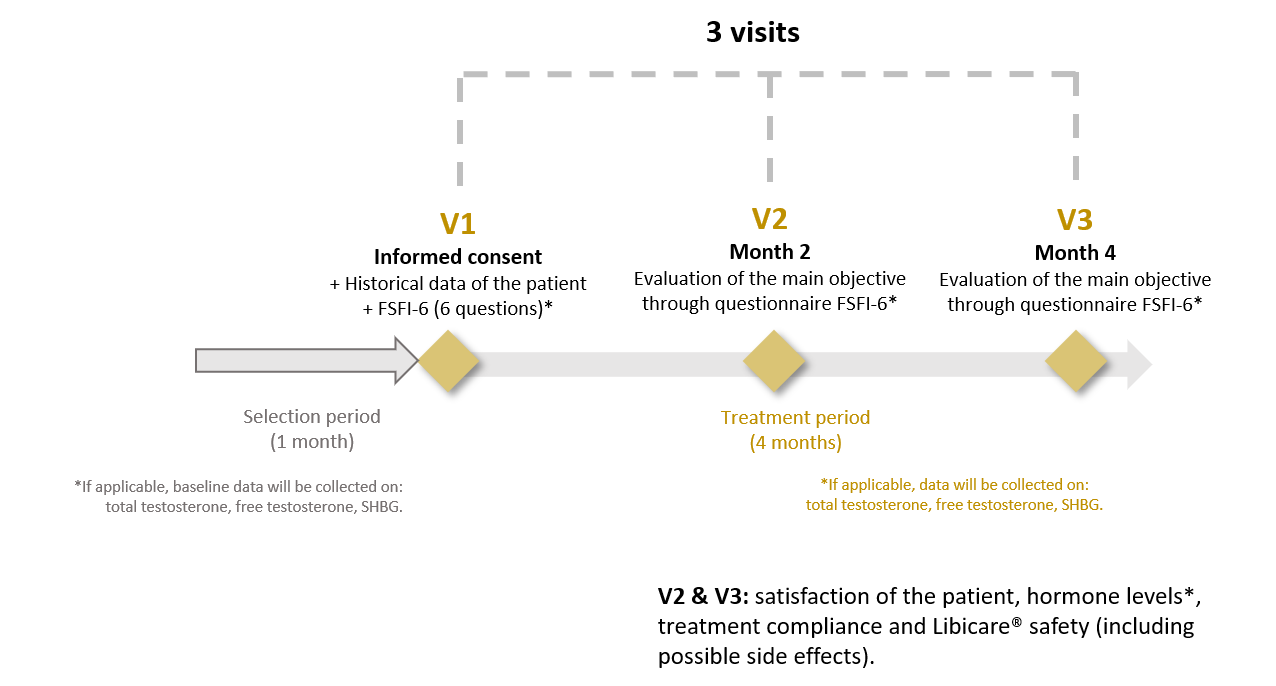 3 visits
V1
Informed consent
+ Historical data of the patient
+ FSFI-6 (6 questions)*
V2
Month 2
Evaluation of the main objective
through questionnaire FSFI-6*
V3
Month 4
Evaluation of the main objective
through questionnaire FSFI-6*
Selection period
(1 month)
Treatment period
(4 months)
*If applicable, baseline data will be collected on:
total testosterone, free testosterone, SHBG.
*If applicable, data will be collected on:
total testosterone, free testosterone, SHBG.
V2 & V3: satisfaction of the patient, hormone levels*,
treatment compliance and Libicare® safety (including
possible side effects).